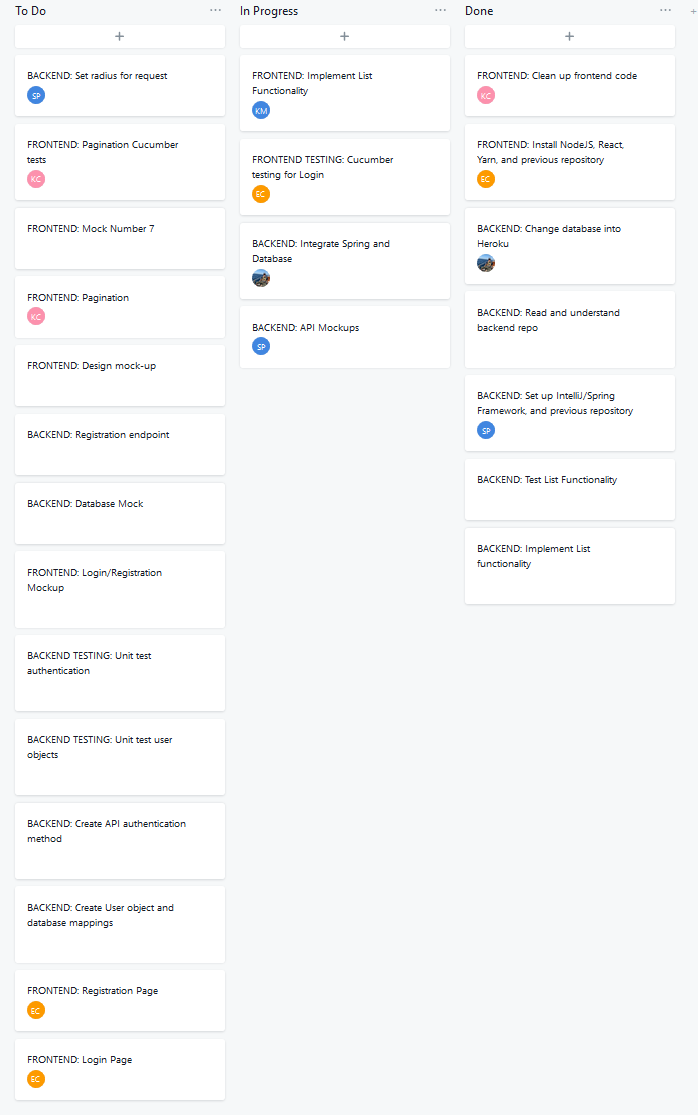 To Do
...
+
BACKEND: Set radius for request
SP
FRONTEND: Pagination Cucumber
tests
KC
FRONTEND: Mock Number 7
FRONTEND: Pagination
KC
FRONTEND: Design mock-up
BACKEND: Registration endpoint
BACKEND: Database Mock
FRONTEND: Login/Registration
Mockup
BACKEND TESTING: Unit test
authentication
BACKEND TESTING: Unit test user
objects
BACKEND: Create API authentication
method
BACKEND: Create User object and
database mappings
FRONTEND: Registration Page
EC
FRONTEND: Login Page
EC
In Progress
...
+
FRONTEND: Implement List
Functionality
KM
FRONTEND TESTING: Cucumber
testing for Login
EC
BACKEND: Integrate Spring and
Database
BACKEND: API Mockups
SP
Done
...
+
FRONTEND: Clean up frontend code
KC
FRONTEND: Install NodeJS, React,
Yarn, and previous repository
EC
BACKEND: Change database into
Heroku
BACKEND: Read and understand
backend repo
BACKEND: Set up IntelliJ/Spring
Framework, and previous repository
SP
BACKEND: Test List Functionality
BACKEND: Implement List
functionality
+